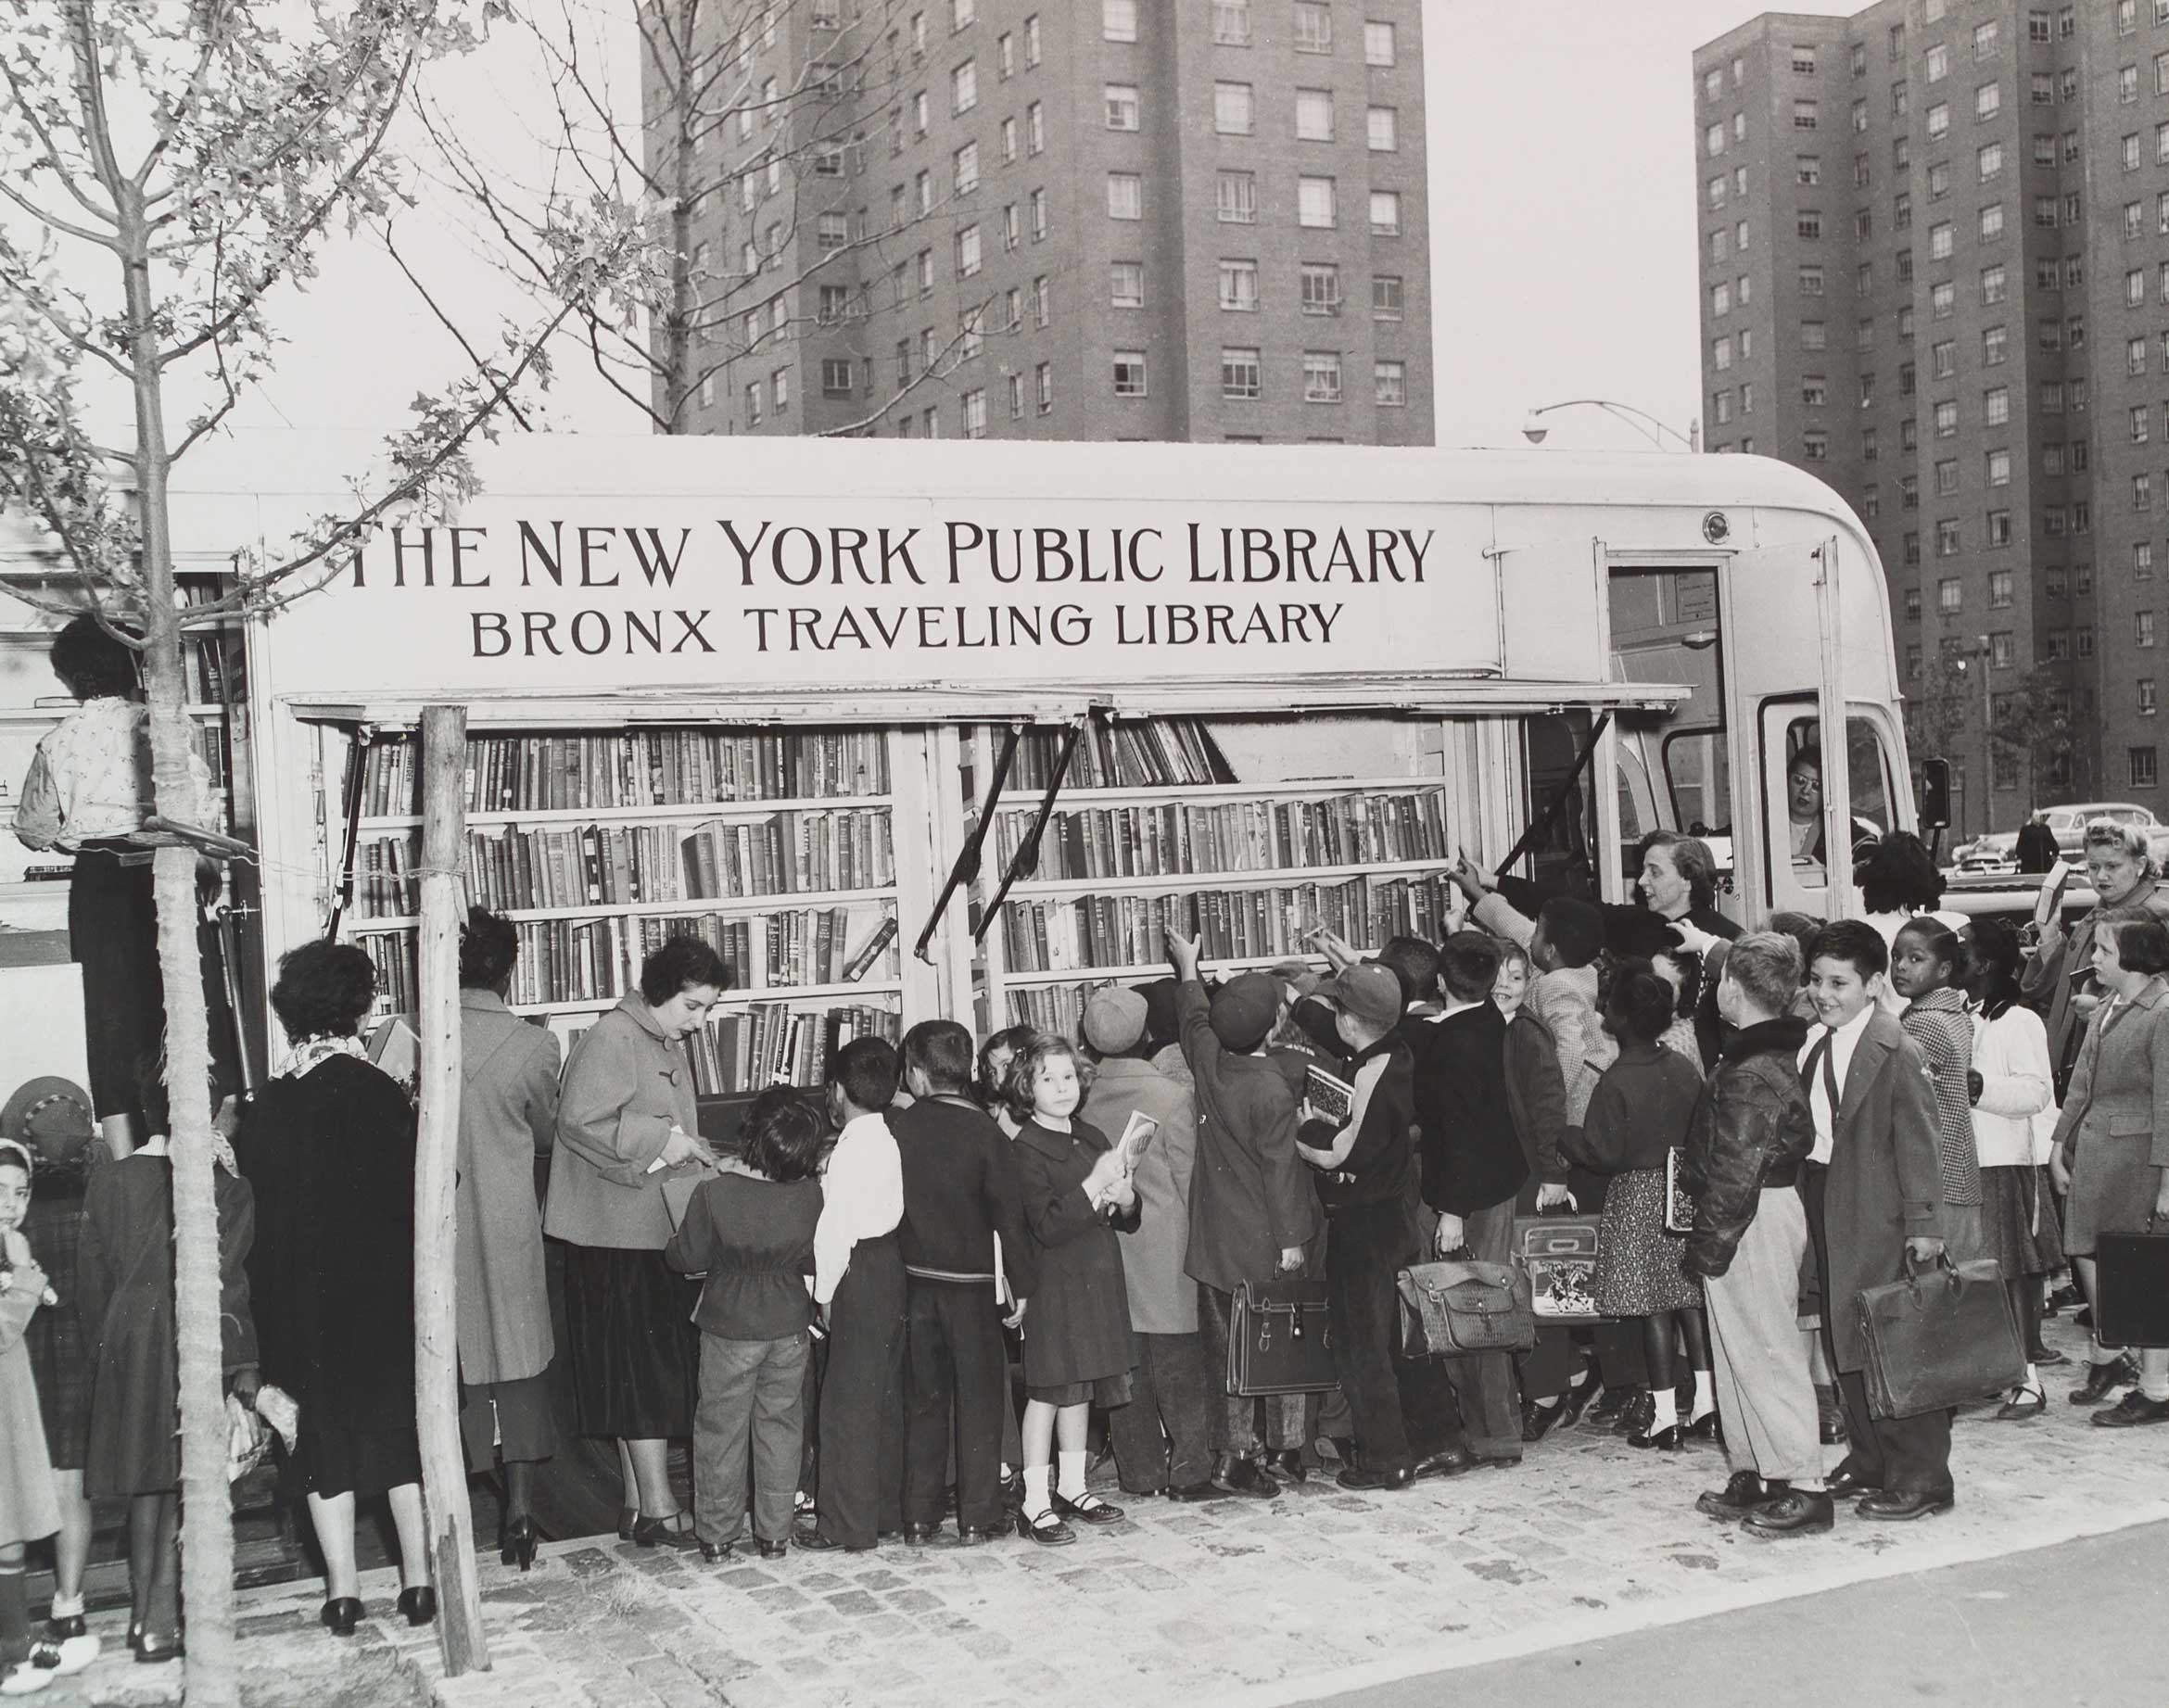 THE NEW YORK PUBLIC LIBRARY
BRONX TRAVELING LIBRARY